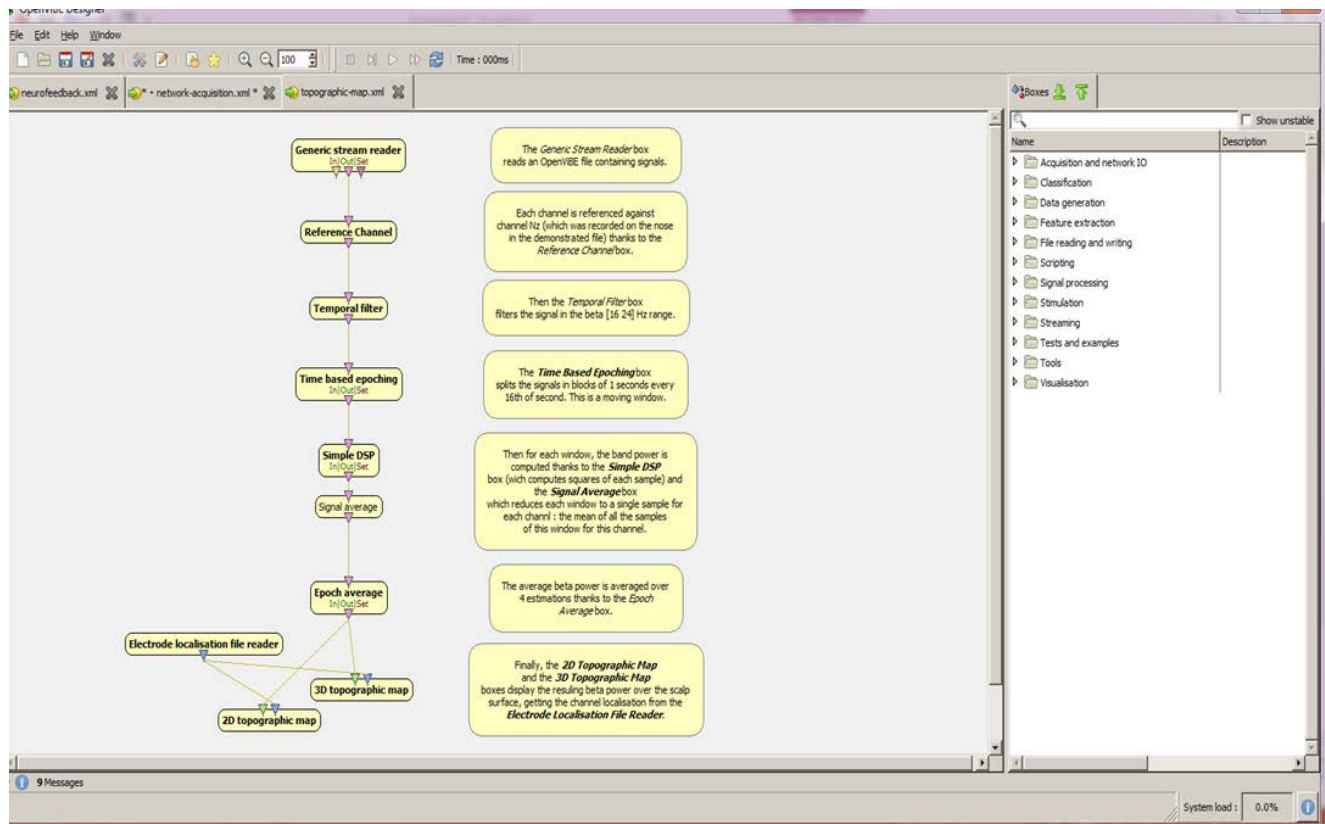 OpenViBE Designer
File Edit Help Window
100 Time : 000ms
neurofeedback.xml * - network-acquisition.xml * topographic-map.xml
Boxes
Show unstable
Name Description
Acquisition and network IO
Classification
Data generation
Feature extraction
File reading and writing
Scripting
Signal processing
Stimulation
Streaming
Tests and examples
Tools
Visualisation
Generic stream reader
In|Out|Set
Reference Channel
Temporal filter
Time based epoching
In|Out|Set
Simple DSP
In|Out|Set
Signal average
Epoch average
In|Out|Set
Electrode localisation file reader
3D topographic map
2D topographic map
The Generic Stream Reader box
reads an OpenViBE file containing signals.
Each channel is referenced against
channel Nz (which was recorded on the nose
in the demonstrated file) thanks to the
Reference Channel box.
Then the Temporal Filter box
filters the signal in the beta [16 24] Hz range.
The Time Based Epoching box
splits the signals in blocks of 1 seconds every
16th of second. This is a moving window.
Then for each window, the band power is
computed thanks to the Simple DSP
box (wich computes squares of each sample) and
the Signal Average box
which reduces each window to a single sample for
each channl : the mean of all the samples
of this window for this channel.
The average beta power is averaged over
4 estimations thanks to the Epoch
Average box.
Finally, the 2D Topographic Map
and the 3D Topographic Map
boxes display the resuling beta power over the scalp
surface, getting the channel localisation from the
Electrode Localisation File Reader.
9 Messages
System load : 0.0%